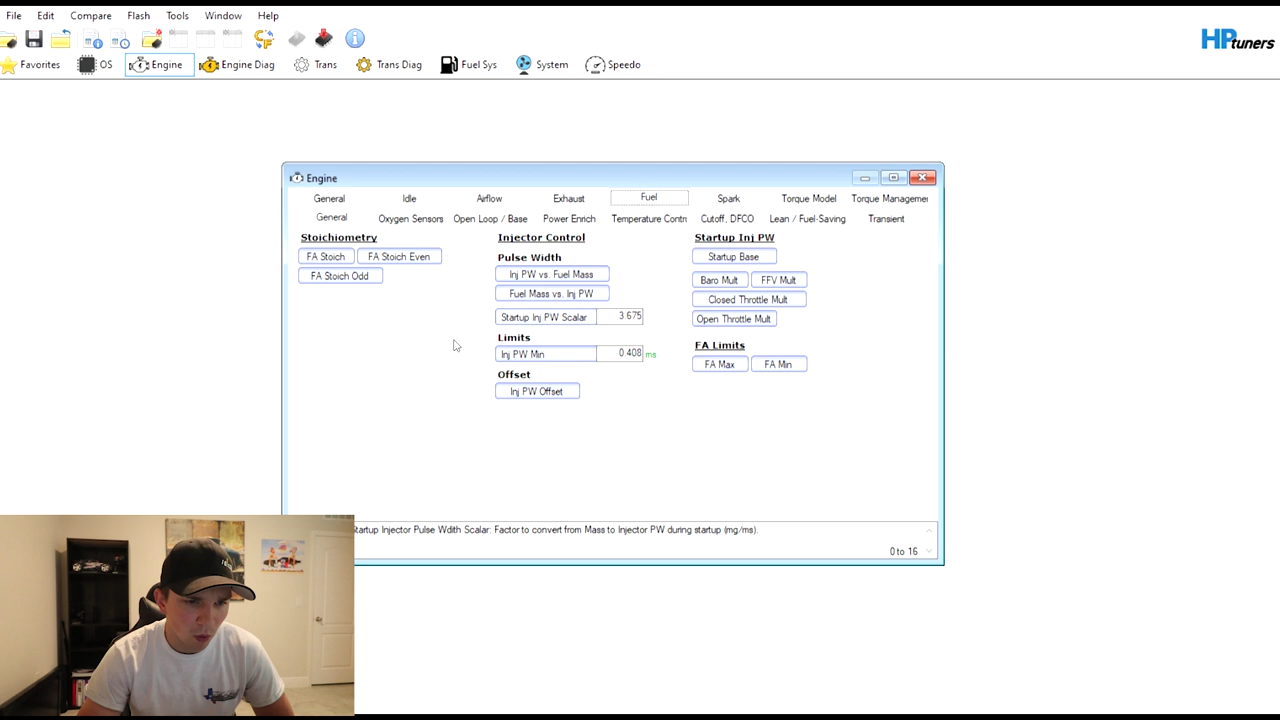 File Edit Compare Flash Tools Window Help
HPtuners
Favorites OS Engine Engine Diag Trans Trans Diag Fuel Sys System Speedo
Engine
General Idle Airflow Exhaust Fuel Spark Torque Model Torque Managemer
General Oxygen Sensors Open Loop / Base Power Enrich Temperature Contr Cutoff, DFCO Lean / Fuel-Saving Transient
Stoichiometry
FA Stoich FA Stoich Even
FA Stoich Odd
Injector Control
Pulse Width
Inj PW vs. Fuel Mass
Fuel Mass vs. Inj PW
Startup Inj PW Scalar 3.675
Limits
Inj PW Min 0.408 ms
Offset
Inj PW Offset
Startup Inj PW
Startup Base
Baro Mult FFV Mult
Closed Throttle Mult
Open Throttle Mult
FA Limits
FA Max FA Min
Startup Injector Pulse Wdith Scalar: Factor to convert from Mass to Injector PW during startup (mg/ms).
0 to 16